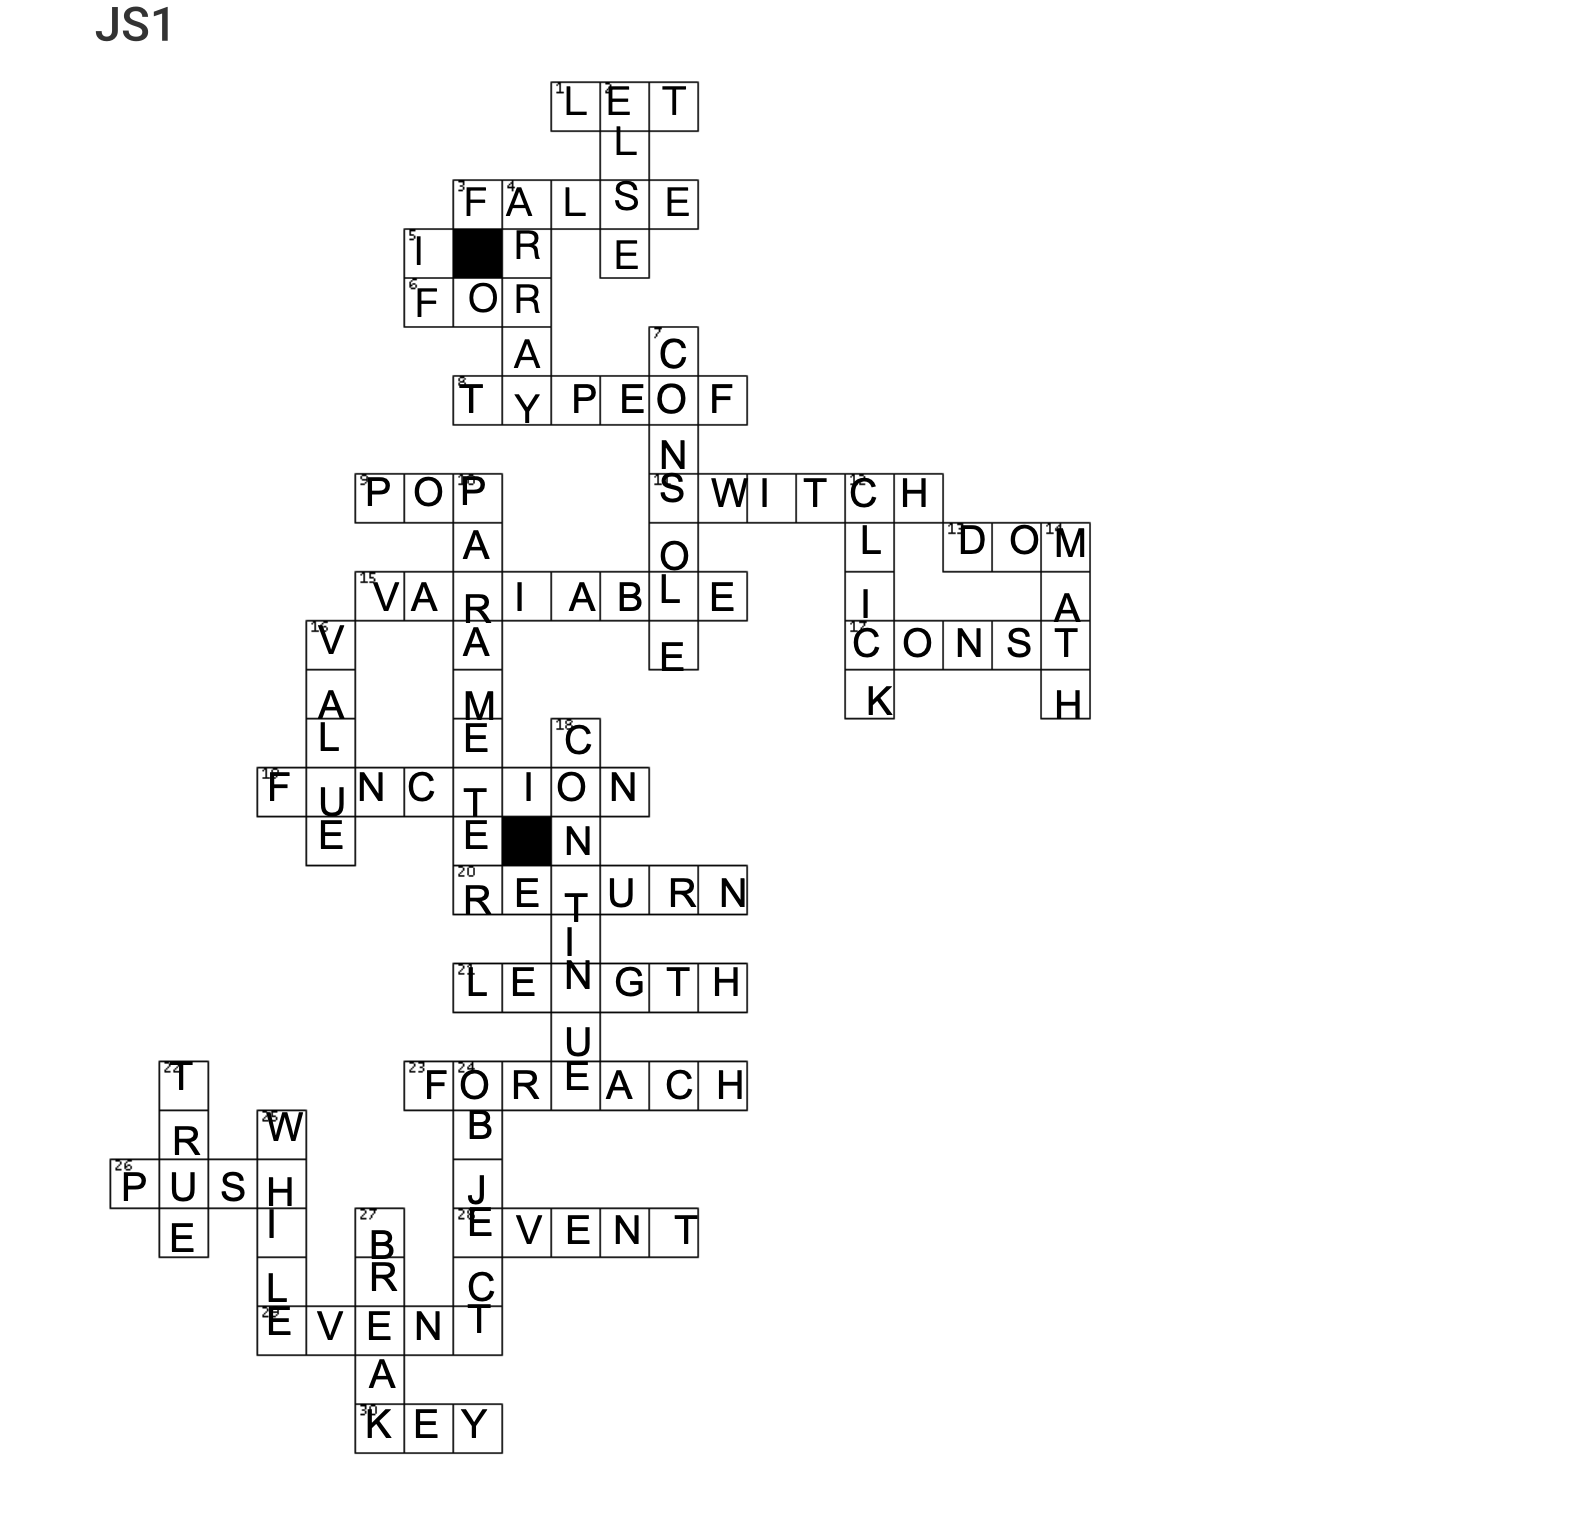 JS1
1 L 2 E T
L
3 F 4 A L S E
5 I R E
6 F O R
A 7 C
8 T Y P E O F
N
9 P O 10 P 11 S W I T 12 C H
A O L 13 D O 14 M
15 V A R I A B L E I A
16 V A E 17 C O N S T
A M K H
L E 18 C
19 F U N C T I O N
E E N
20 R E T U R N
I
21 L E N G T H
U
22 T 23 F 24 O R E A C H
R 25 W B
26 P U S H J
E I 27 B 28 E V E N T
L R C
29 E V E N T
A
30 K E Y